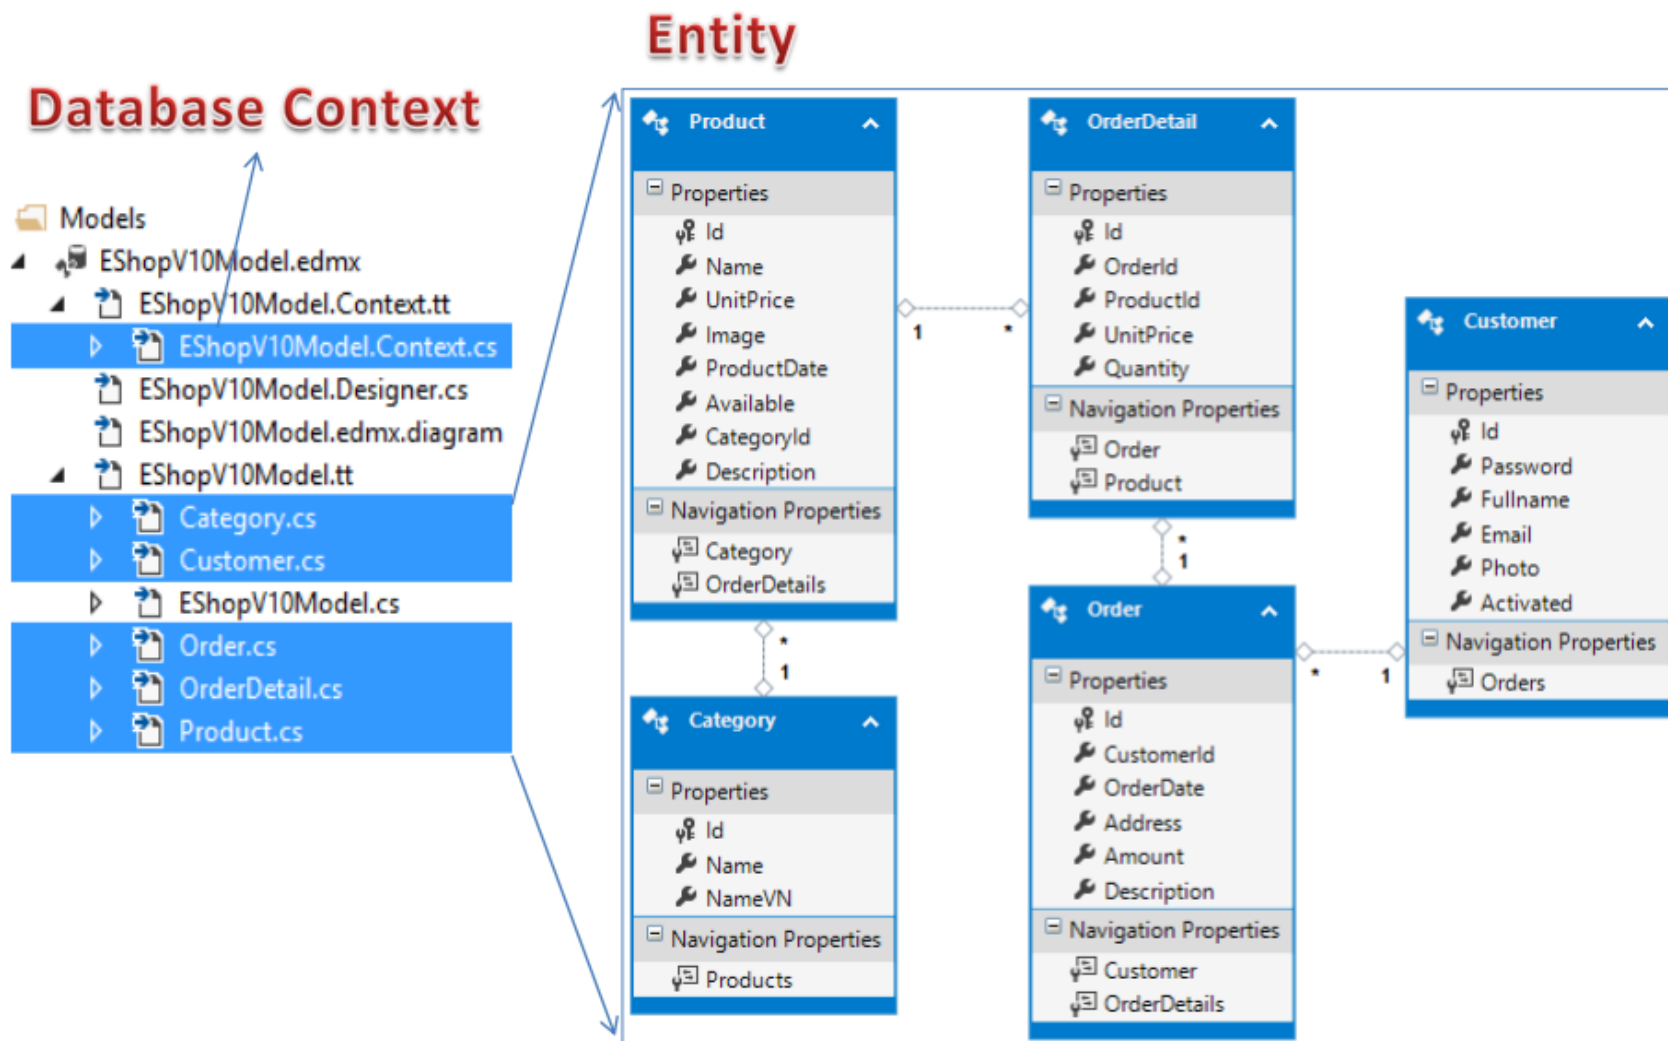 Entity
Database Context
Models
EShopV10Model.edmx
EShopV10Model.Context.tt
EShopV10Model.Context.cs
EShopV10Model.Designer.cs
EShopV10Model.edmx.diagram
EShopV10Model.tt
Category.cs
Customer.cs
EShopV10Model.cs
Order.cs
OrderDetail.cs
Product.cs
Product
Properties
Id
Name
UnitPrice
Image
ProductDate
Available
CategoryId
Description
Navigation Properties
Category
OrderDetails
1
*
*
1
Category
Properties
Id
Name
NameVN
Navigation Properties
Products
OrderDetail
Properties
Id
OrderId
ProductId
UnitPrice
Quantity
Navigation Properties
Order
Product
*
1
Order
Properties
Id
CustomerId
OrderDate
Address
Amount
Description
Navigation Properties
Customer
OrderDetails
*
1
Customer
Properties
Id
Password
Fullname
Email
Photo
Activated
Navigation Properties
Orders